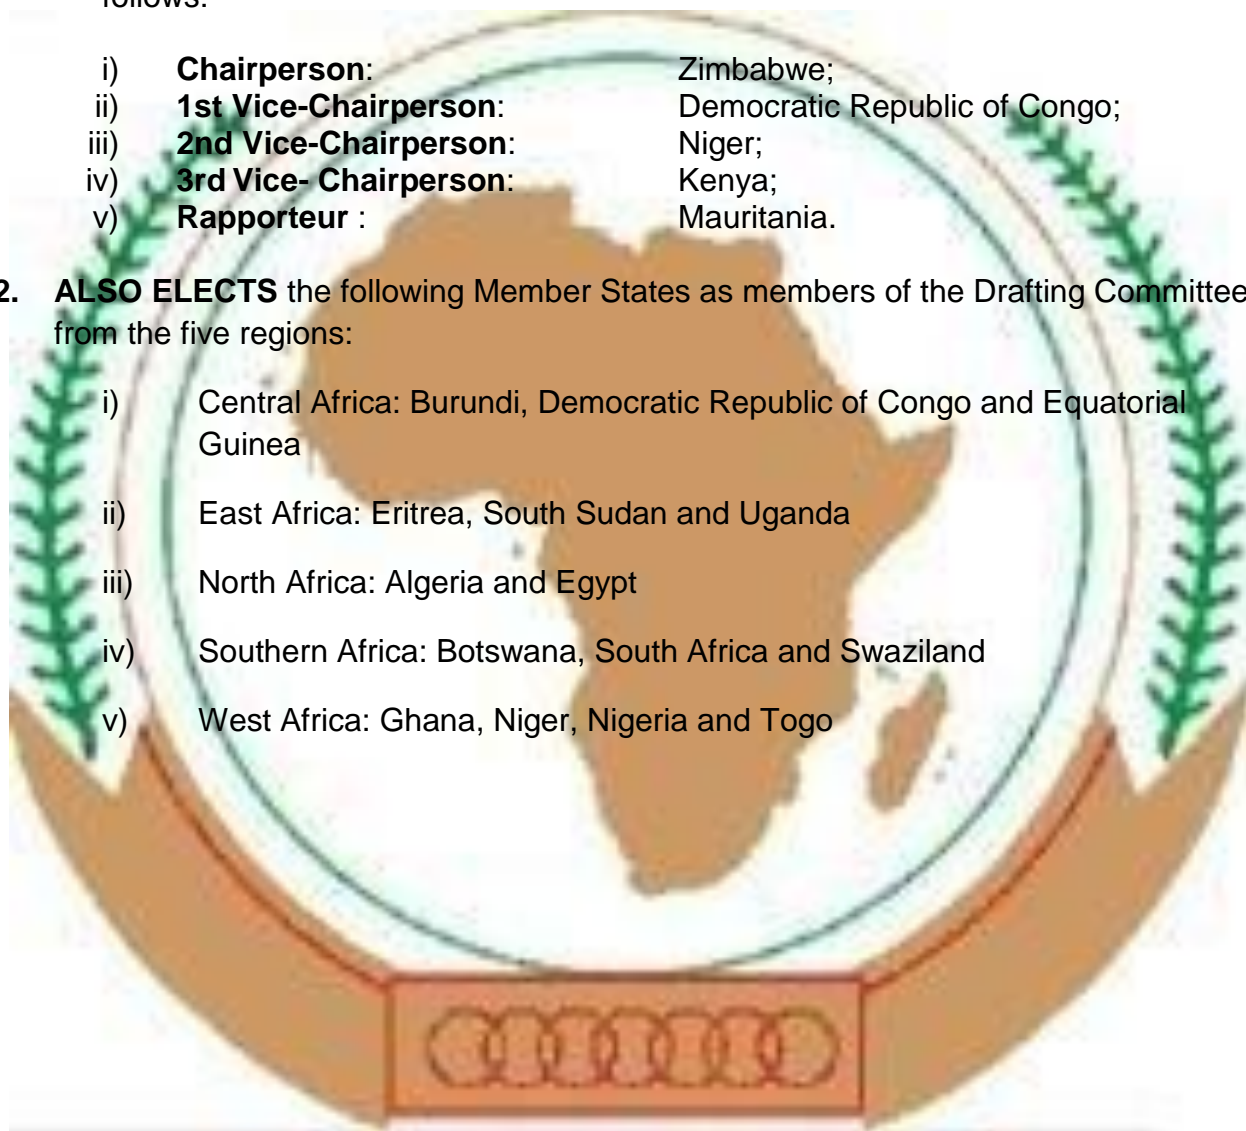 follows:
i) Chairperson: Zimbabwe;
ii) 1st Vice-Chairperson: Democratic Republic of Congo;
iii) 2nd Vice-Chairperson: Niger;
iv) 3rd Vice- Chairperson: Kenya;
v) Rapporteur : Mauritania.
2. ALSO ELECTS the following Member States as members of the Drafting Committee
from the five regions:
i) Central Africa: Burundi, Democratic Republic of Congo and Equatorial
Guinea
ii) East Africa: Eritrea, South Sudan and Uganda
iii) North Africa: Algeria and Egypt
iv) Southern Africa: Botswana, South Africa and Swaziland
v) West Africa: Ghana, Niger, Nigeria and Togo